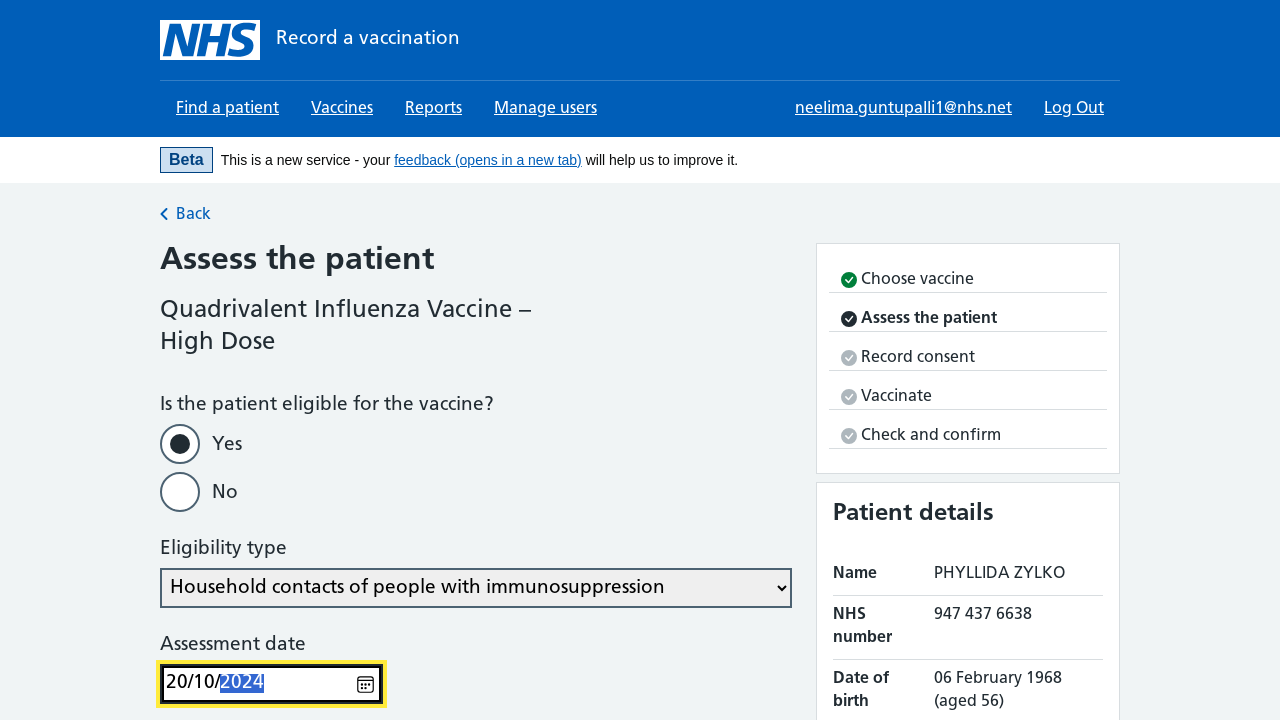 NHS Record a vaccination
Find a patient Vaccines Reports Manage users neelima.guntupalli1@nhs.net Log Out
Beta This is a new service - your feedback (opens in a new tab) will help us to improve it.
Back
Assess the patient
Quadrivalent Influenza Vaccine –
High Dose
Is the patient eligible for the vaccine?
Yes
No
Eligibility type
Household contacts of people with immunosuppression
Assessment date
20/10/2024
Choose vaccine
Assess the patient
Record consent
Vaccinate
Check and confirm
Patient details
Name PHYLLIDA ZYLKO
NHS 947 437 6638
number
Date of 06 February 1968
birth (aged 56)